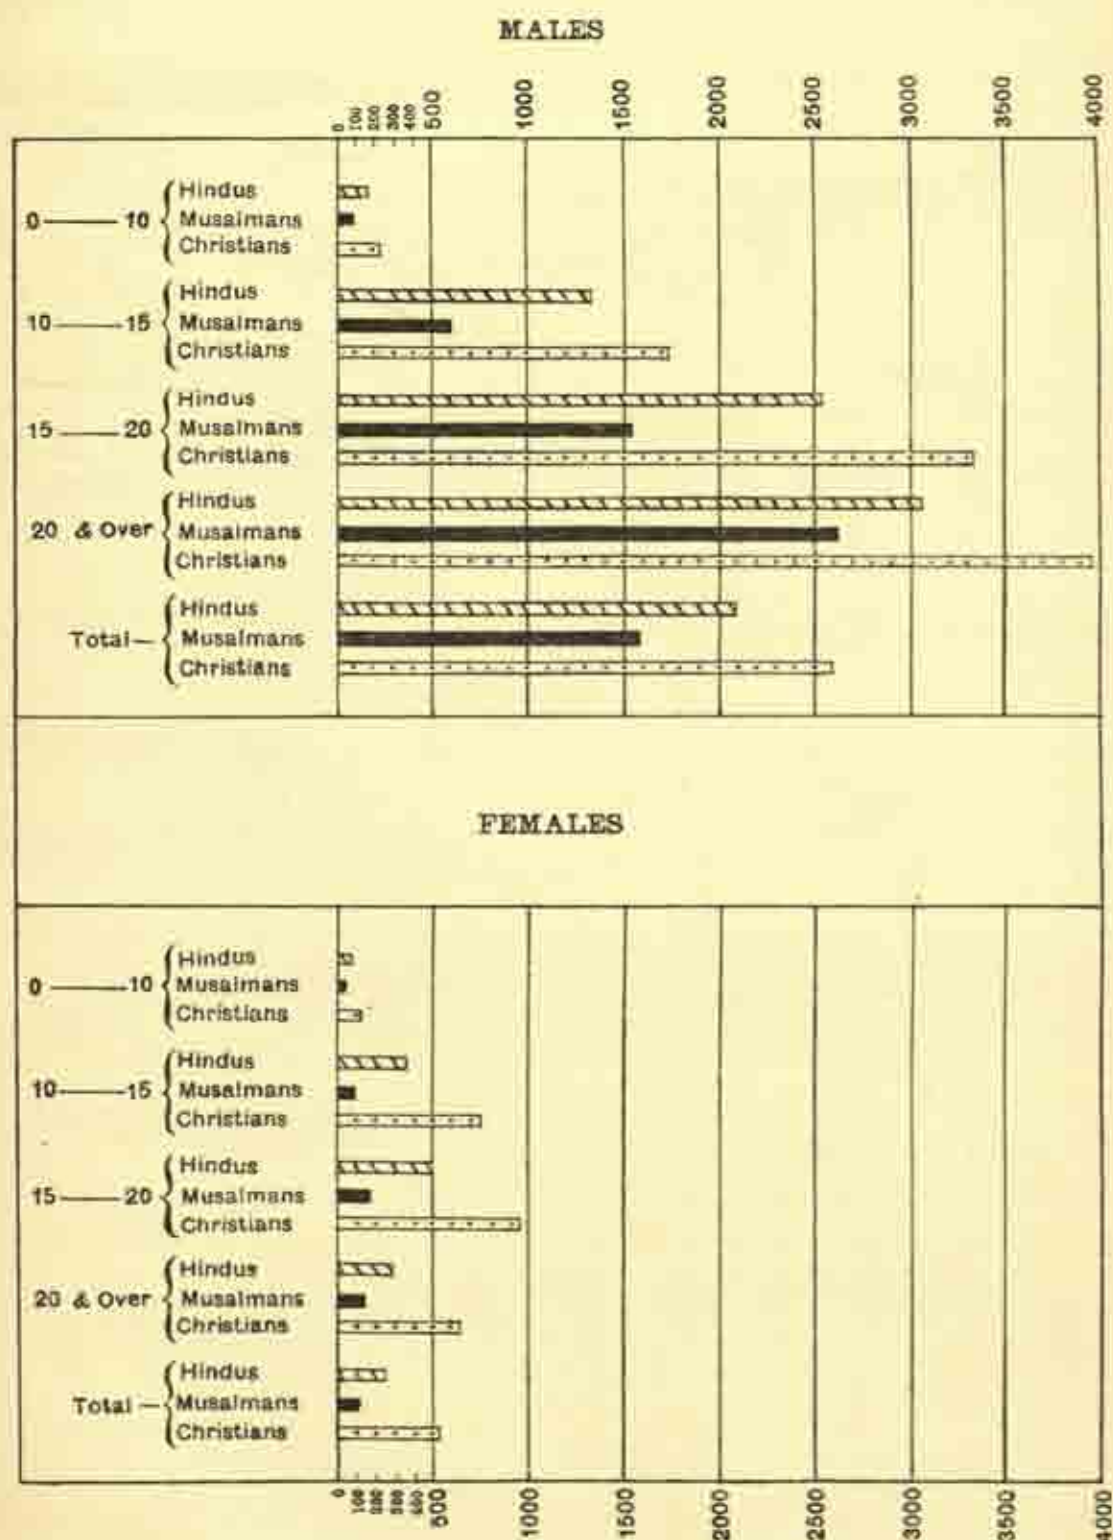 MALES
0 100 200 300 400 500 1000 1500 2000 2500 3000 3500 4000
Hindus
0 10 Musalmans
Christians
Hindus
10 15 Musalmans
Christians
Hindus
15 20 Musalmans
Christians
Hindus
20 & Over Musalmans
Christians
Hindus
Total Musalmans
Christians
FEMALES
Hindus
0 10 Musalmans
Christians
Hindus
10 15 Musalmans
Christians
Hindus
15 20 Musalmans
Christians
Hindus
20 & Over Musalmans
Christians
Hindus
Total Musalmans
Christians
0 100 200 300 400 500 1000 1500 2000 2500 3000 3500 4000